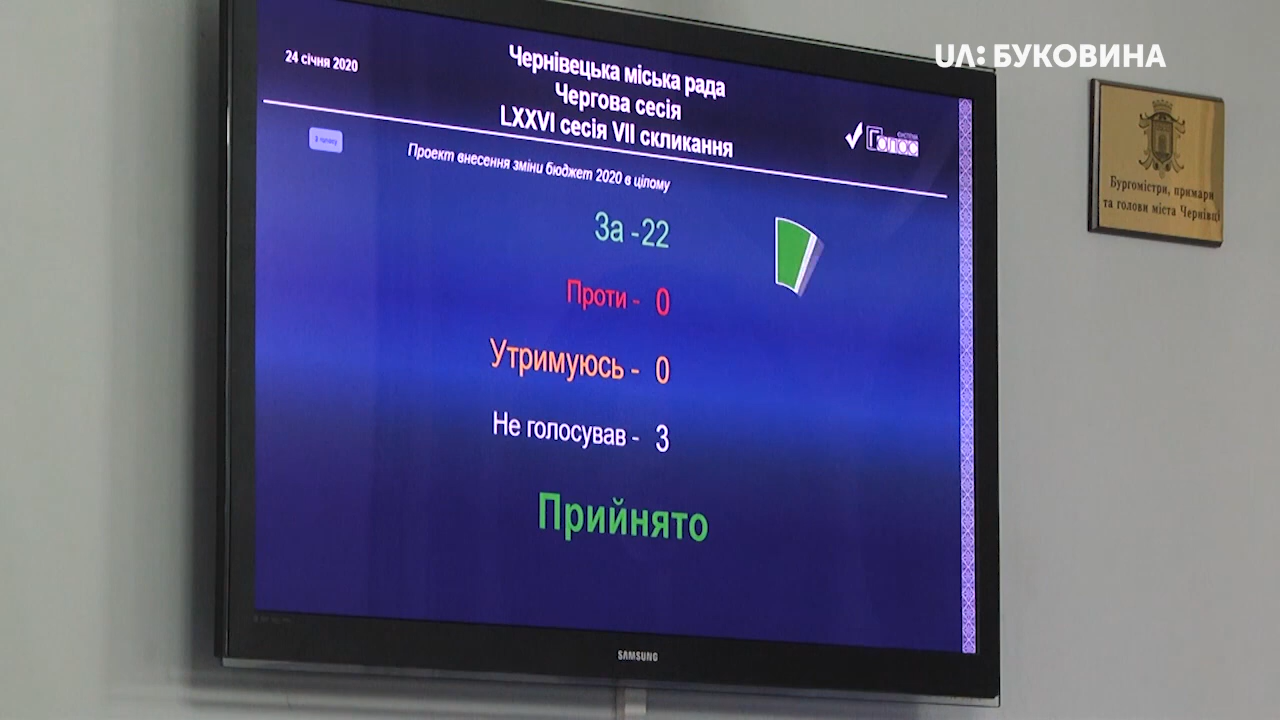 UA: БУКОВИНА
24 січня 2020
Чернівецька міська рада
Чергова сесія
LXXVI сесія VII скликання
система
Голос
Проект внесення зміни бюджет 2020 в цілому
За - 22
Проти - 0
Утримуюсь - 0
Не голосував - 3
Прийнято
SAMSUNG
Бургомістри, примари
та голови міста Чернівці